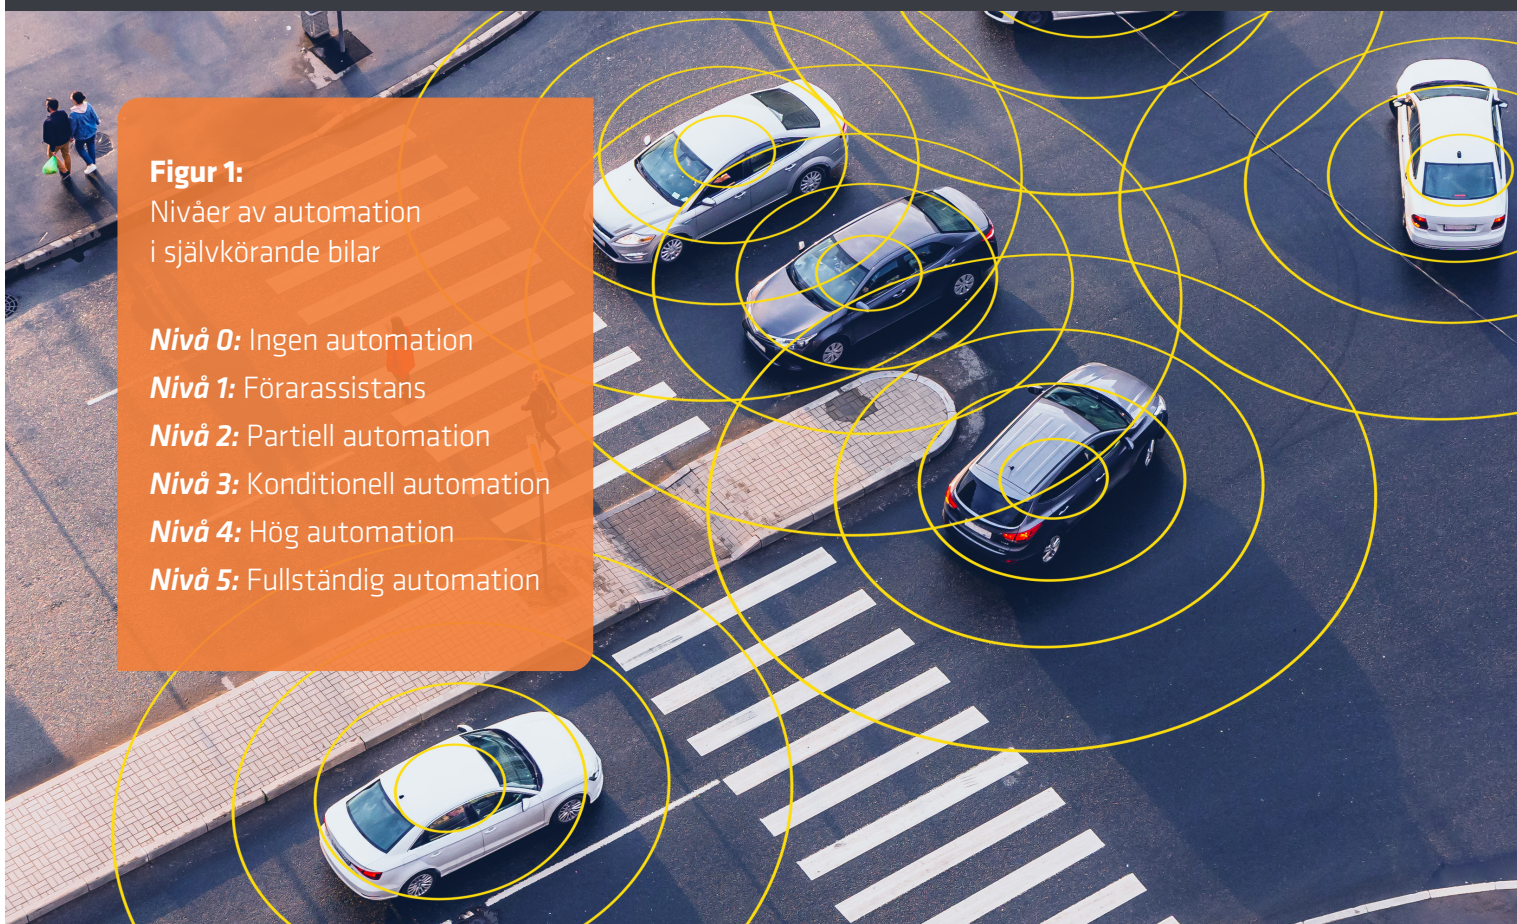 Figur 1:
Nivåer av automation
i självkörande bilar
Nivå 0: Ingen automation
Nivå 1: Förarassistans
Nivå 2: Partiell automation
Nivå 3: Konditionell automation
Nivå 4: Hög automation
Nivå 5: Fullständig automation